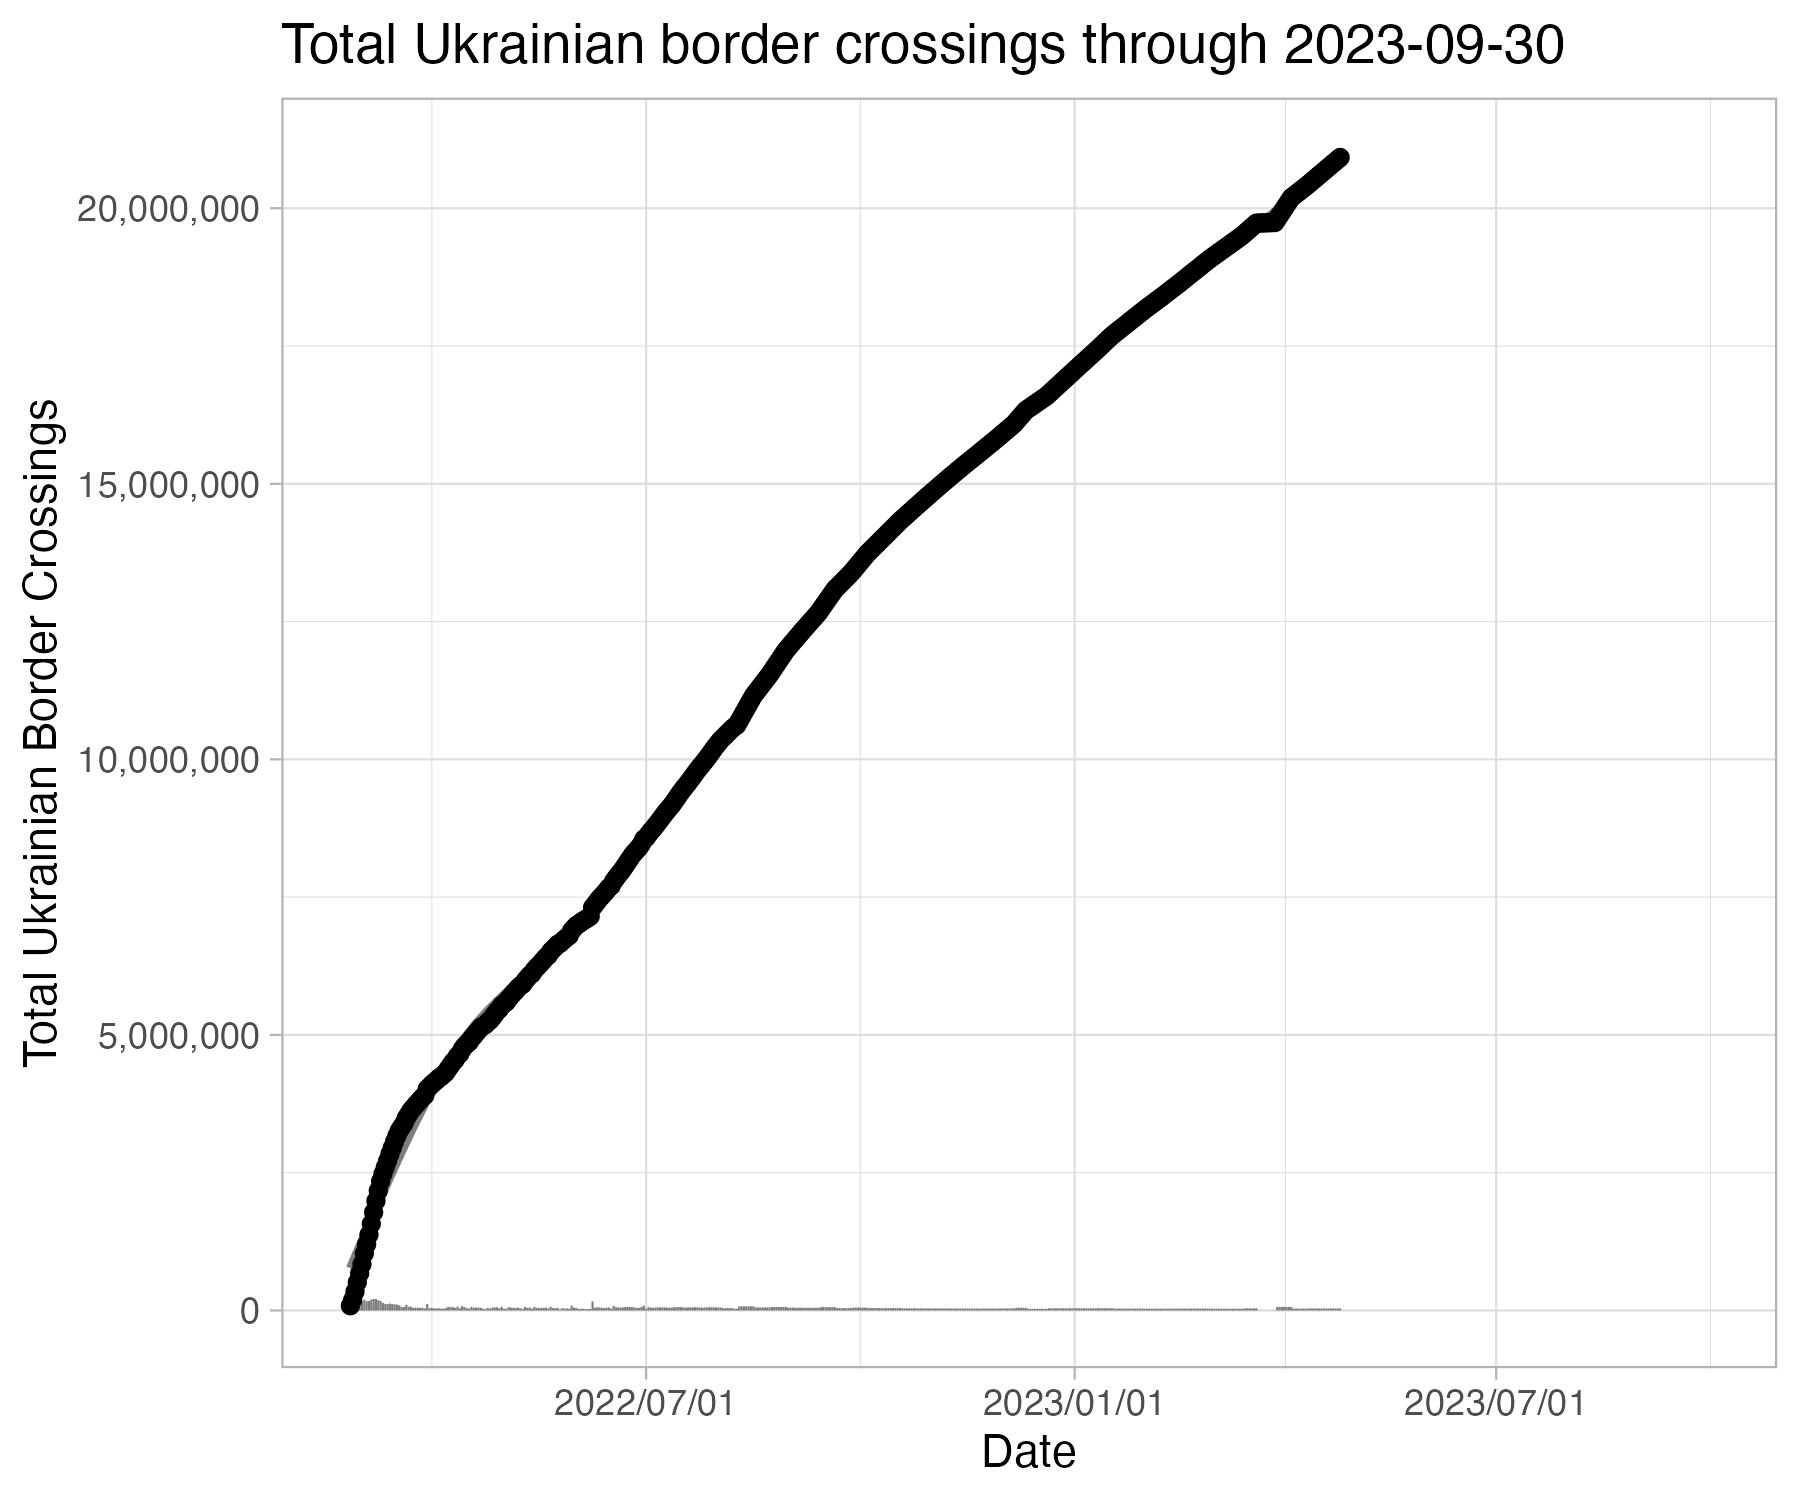 Total Ukrainian border crossings through 2023-09-30
Total Ukrainian Border Crossings
20,000,000
15,000,000
10,000,000
5,000,000
0
2022/07/01
2023/01/01
2023/07/01
Date